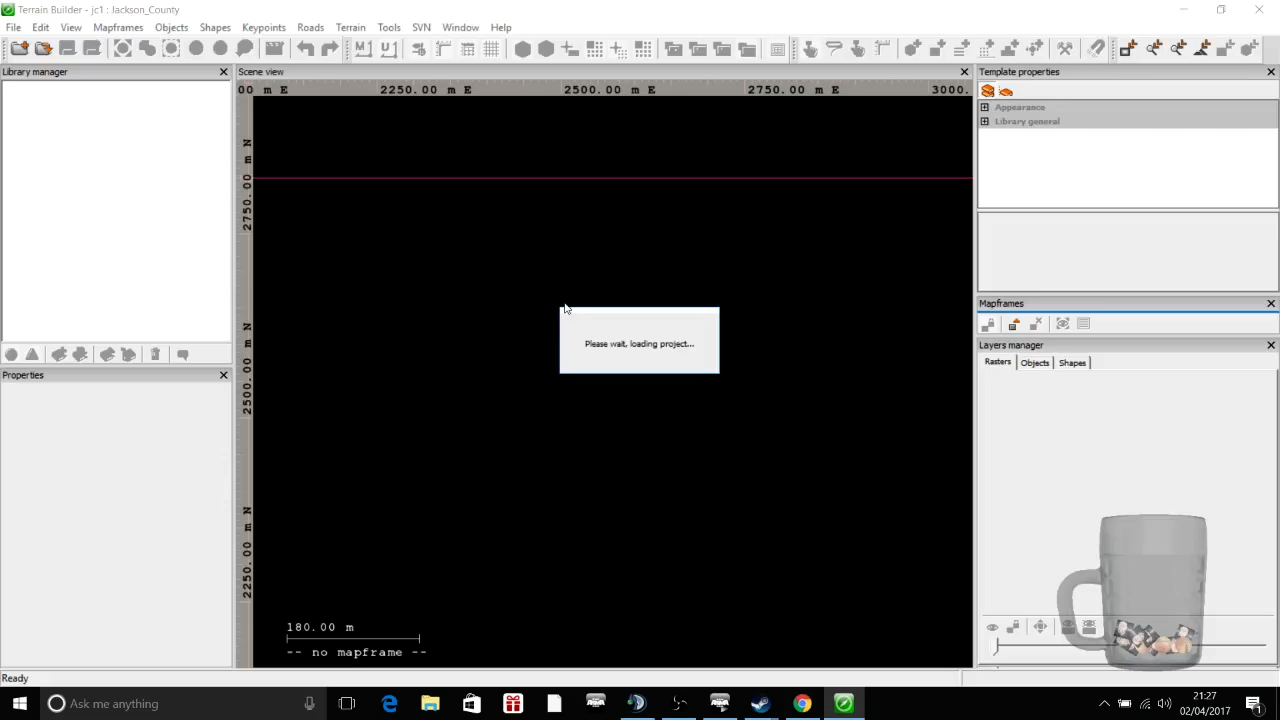 Terrain Builder - jc1 : Jackson_County
File Edit View Mapframes Objects Shapes Keypoints Roads Terrain Tools SVN Window Help
Library manager
Scene view
Template properties
00 m E 2250.00 m E 2500.00 m E 2750.00 m E 3000.
Appearance
Library general
2750.00 m N
Please wait, loading project...
Mapframes
Layers manager
Rasters Objects Shapes
Properties
2500.00 m N
2250.00 m N
180.00 m
-- no mapframe --
Ready
Ask me anything
21:27
02/04/2017